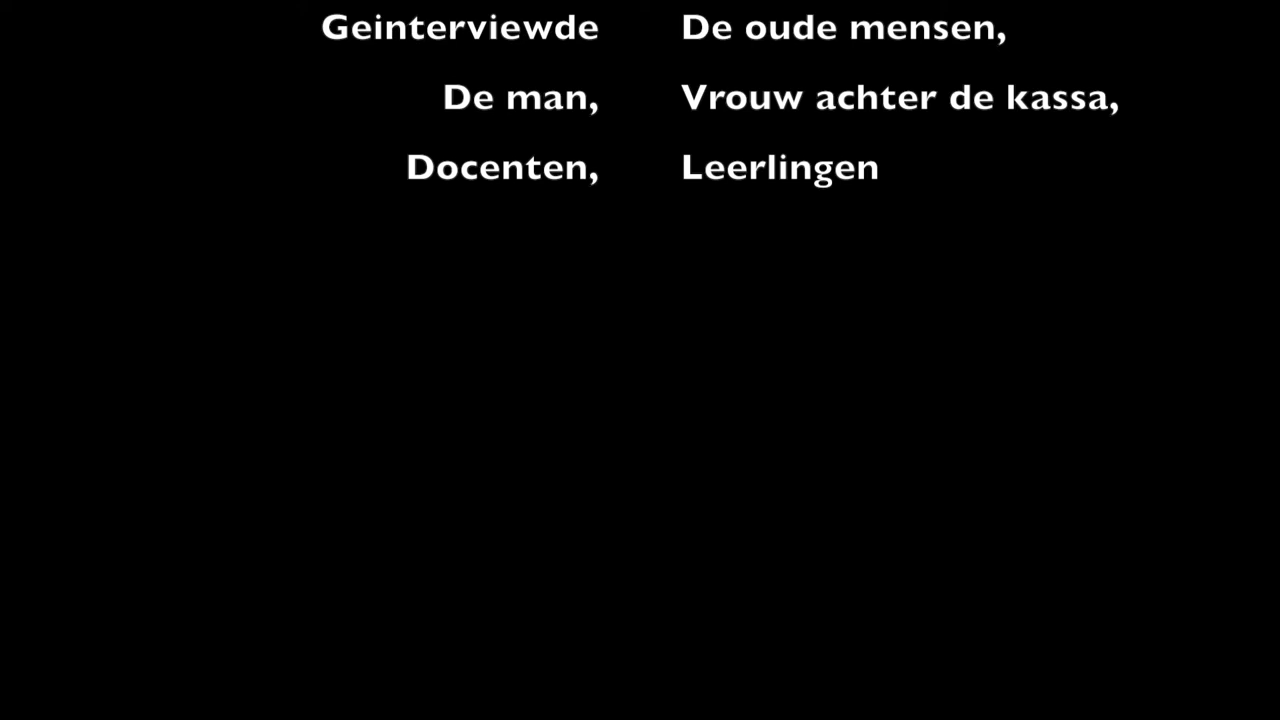 Geinterviewde De oude mensen,
De man, Vrouw achter de kassa,
Docenten, Leerlingen